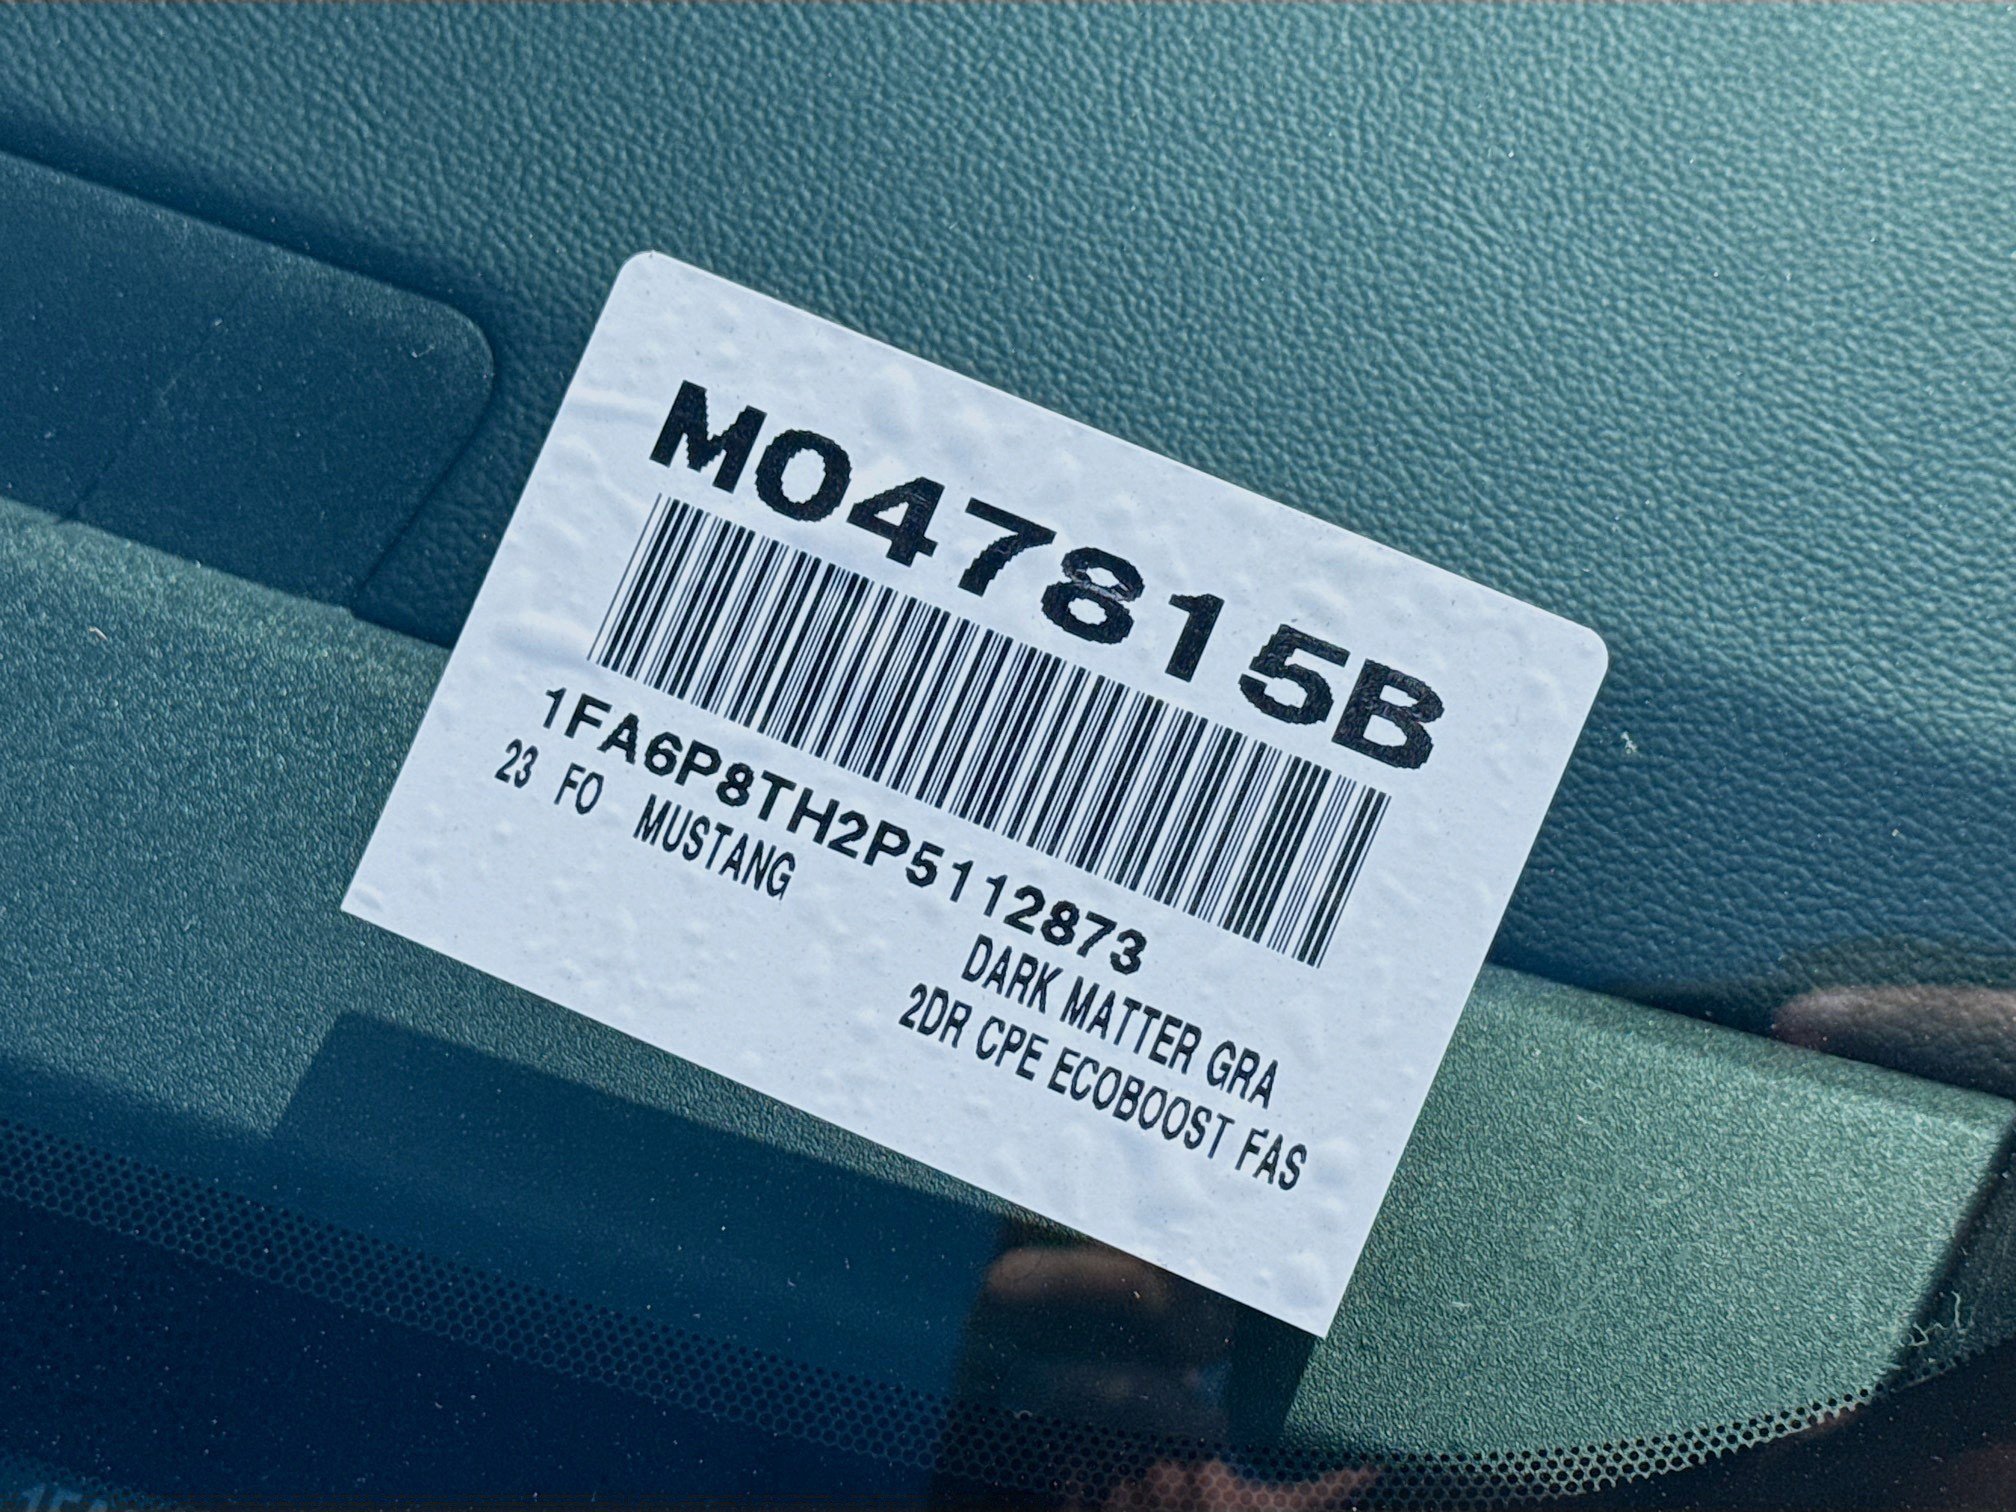 M047815B
1FA6P8TH2P5112873
23 FO MUSTANG
DARK MATTER GRA
2DR CPE ECOBOOST FAS